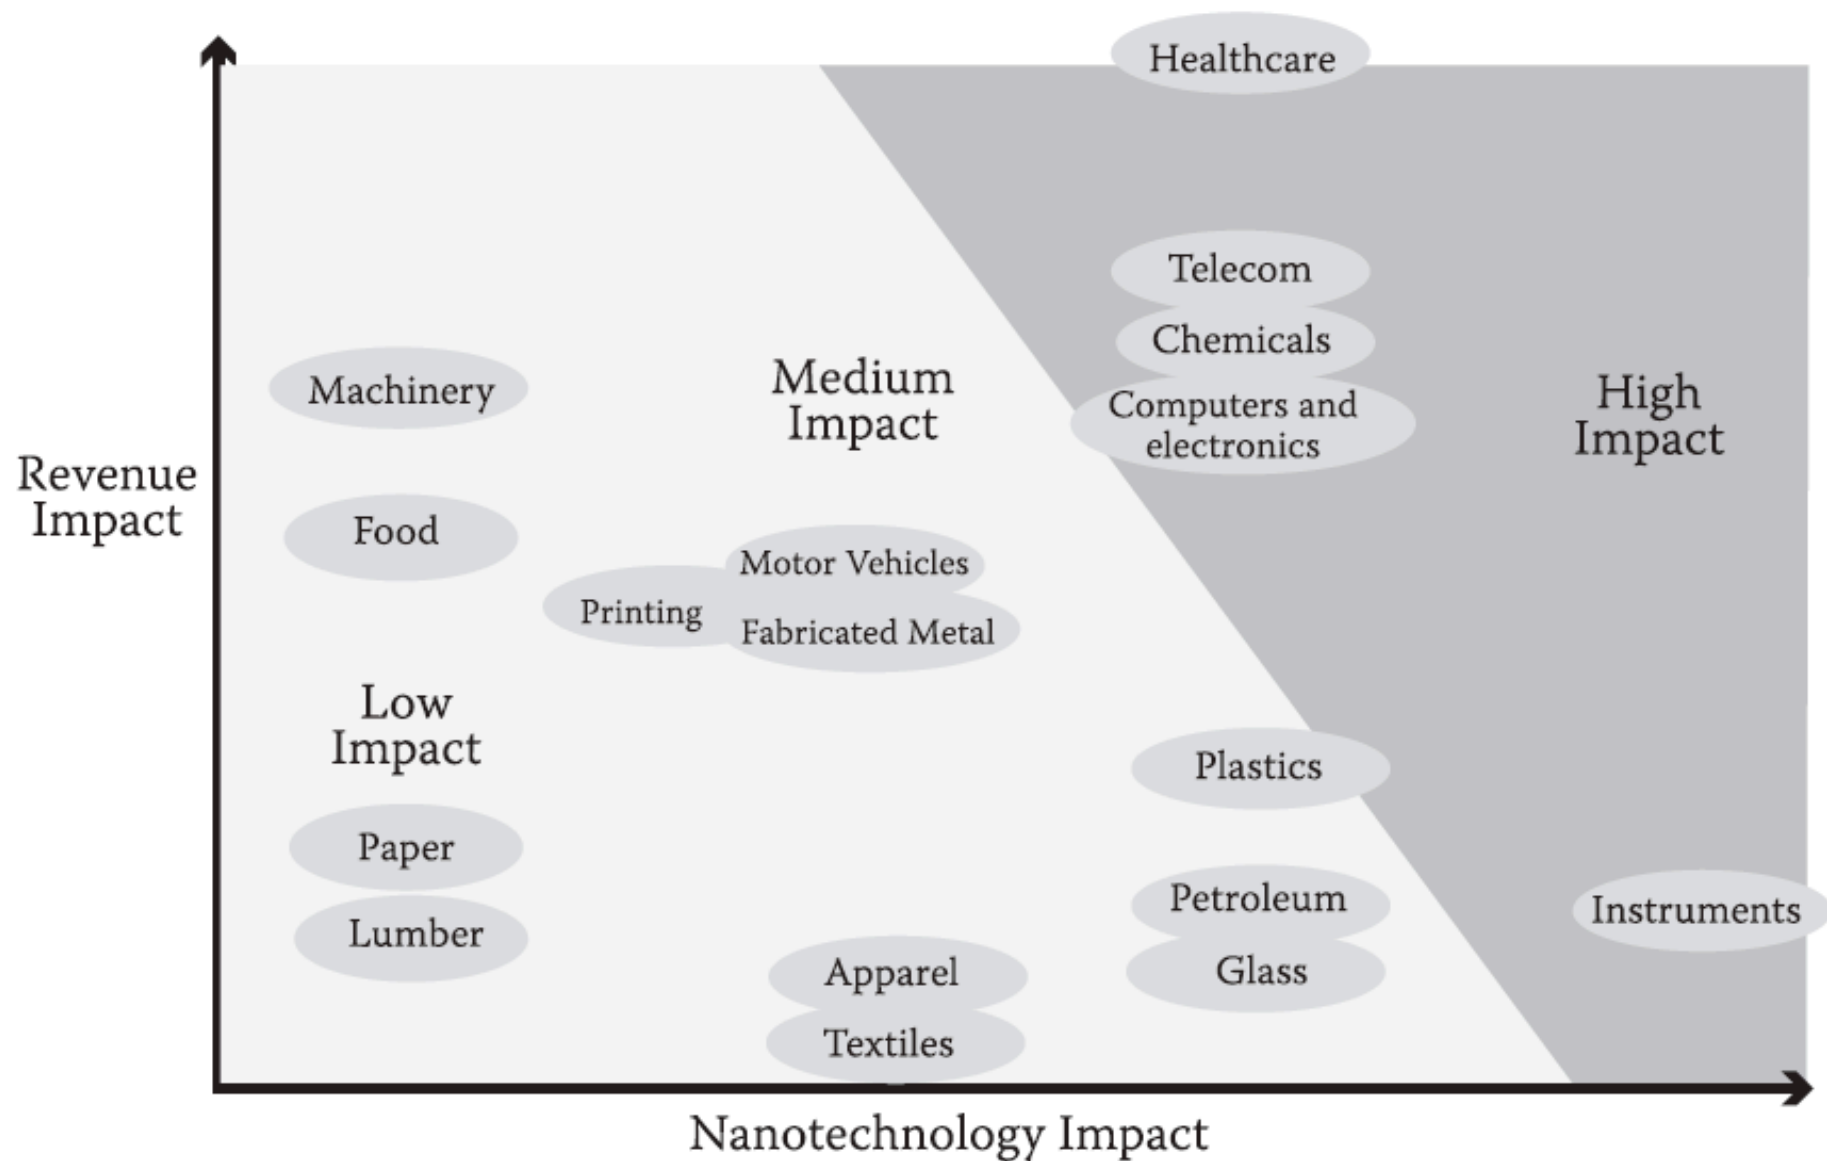 Healthcare
Telecom
Chemicals
Computers and
electronics
Medium
Impact
High
Impact
Machinery
Revenue
Impact
Food
Motor Vehicles
Printing
Fabricated Metal
Low
Impact
Plastics
Paper
Petroleum
Instruments
Lumber
Apparel
Glass
Textiles
Nanotechnology Impact